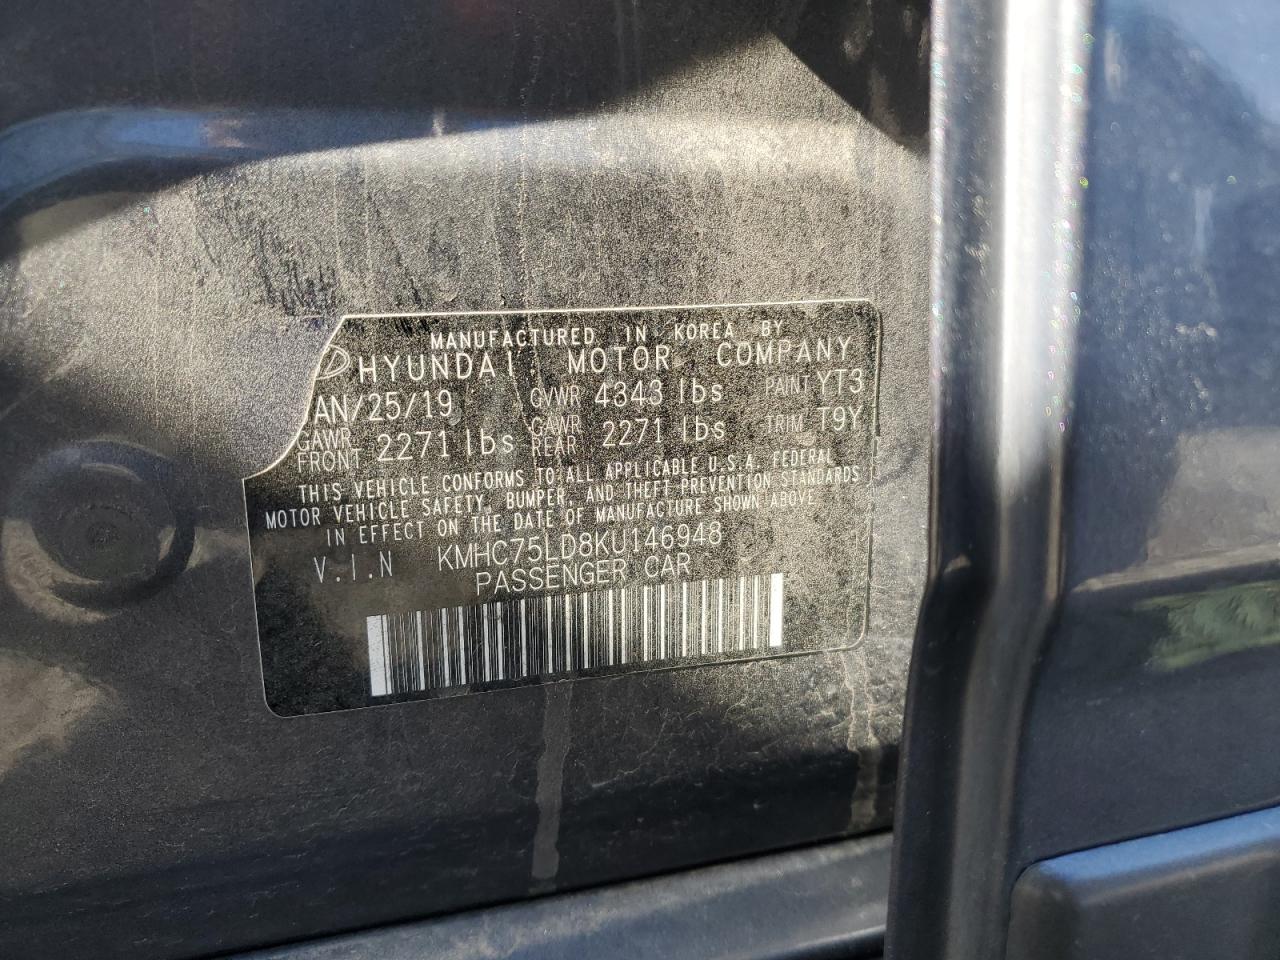 MANUFACTURED IN KOREA BY
HYUNDAI MOTOR COMPANY
JAN/25/19 GVWR 4343 lbs PAINT YT3
GAWR FRONT 2271 lbs GAWR REAR 2271 lbs TRIM T9Y
THIS VEHICLE CONFORMS TO ALL APPLICABLE U.S.A. FEDERAL
MOTOR VEHICLE SAFETY, BUMPER, AND THEFT PREVENTION STANDARDS
IN EFFECT ON THE DATE OF MANUFACTURE SHOWN ABOVE
V.I.N KMHC75LD8KU146948
PASSENGER CAR